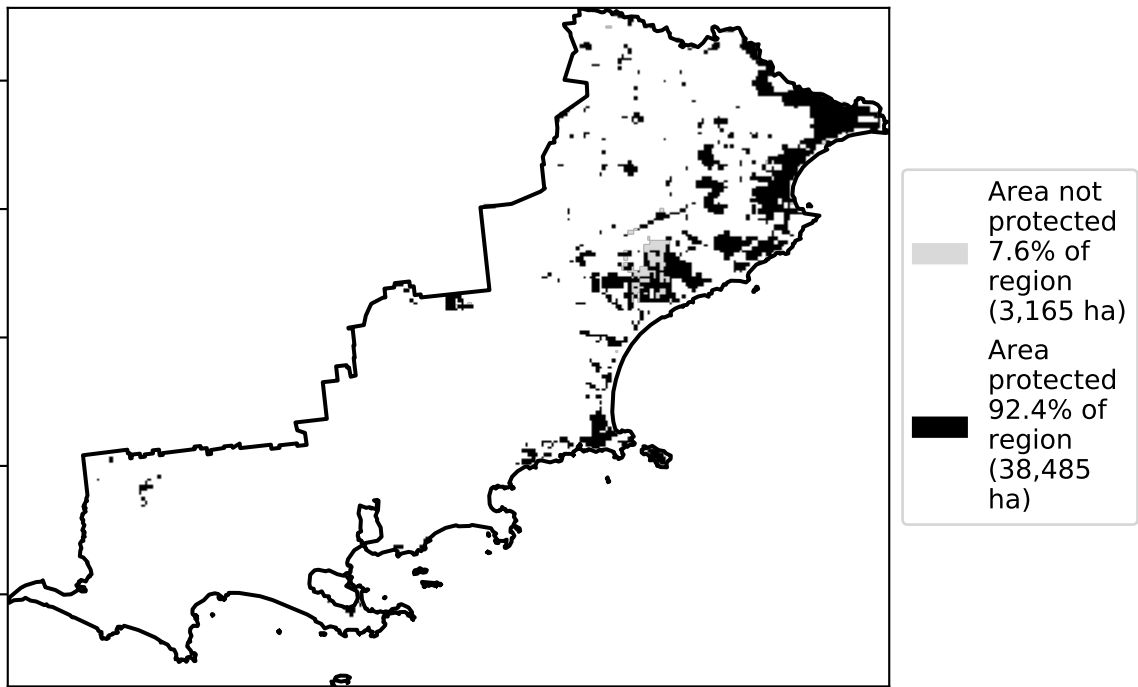 Area not
protected
7.6% of
region
(3,165 ha)
Area
protected
92.4% of
region
(38,485
ha)